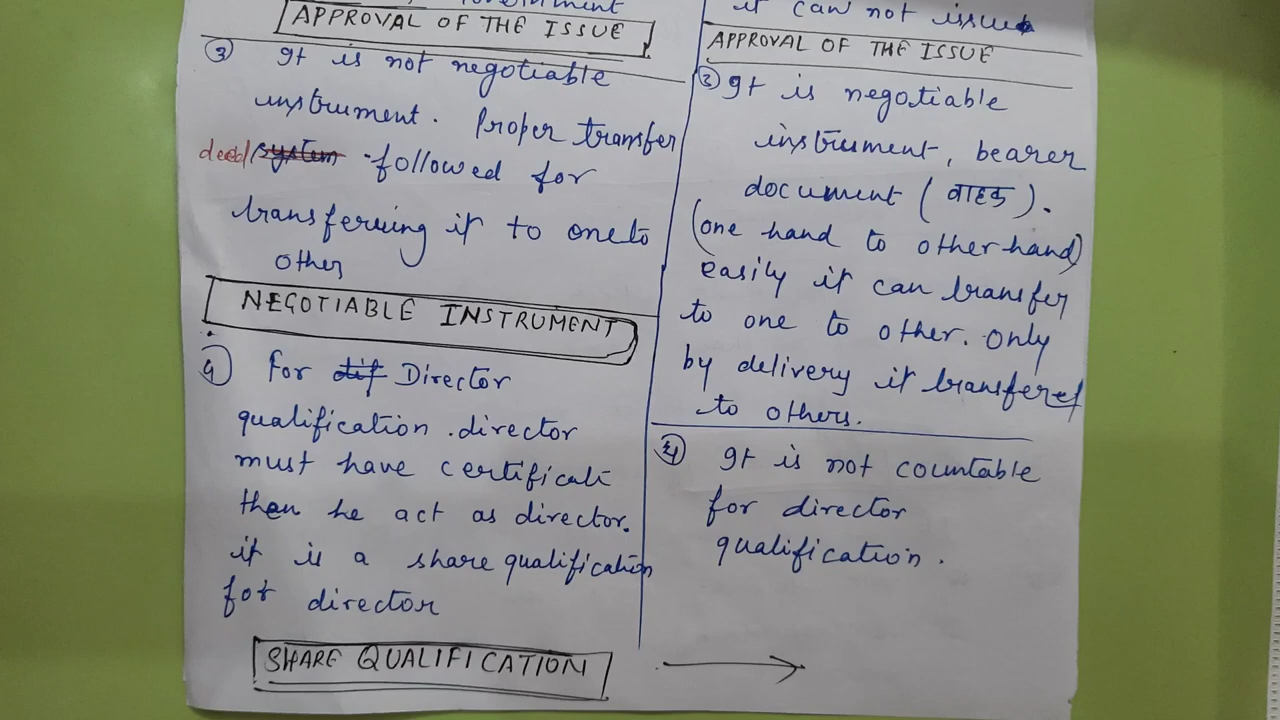 APPROVAL OF THE ISSUE
③ It is not negotiable
instrument. Proper transfer
deed/system followed for
transferring it to one to
other
NEGOTIABLE INSTRUMENT
④ For dif Director
qualification. director
must have certificate
then he act as director.
it is a share qualification
for director
SHARE QUALIFICATION
it can not issue
APPROVAL OF THE ISSUE
③ It is negotiable
instrument, bearer
document (वाहक).
(one hand to other hand)
easily it can transfer
to one to other. Only
by delivery it transferef
to others.
④ It is not countable
for director
qualification.